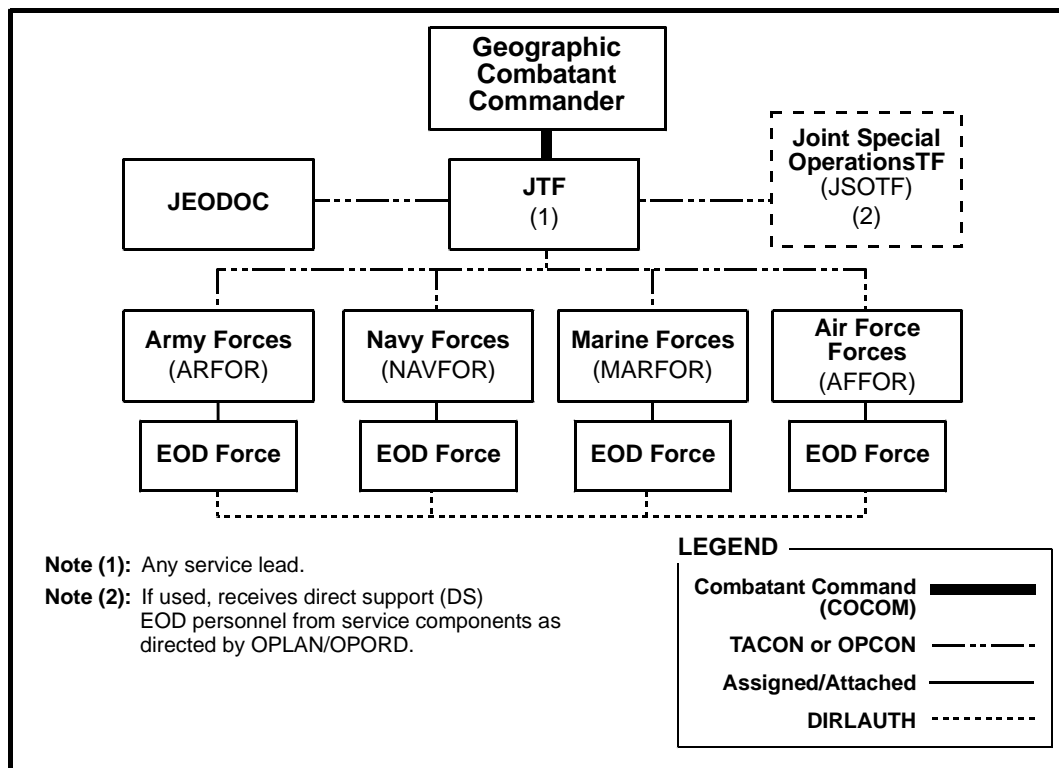 Geographic
Combatant
Commander
Joint Special
OperationsTF
(JSOTF)
(2)
JEODOC
JTF
(1)
Army Forces
(ARFOR)
Navy Forces
(NAVFOR)
Marine Forces
(MARFOR)
Air Force
Forces
(AFFOR)
EOD Force
EOD Force
EOD Force
EOD Force
Note (1): Any service lead.
Note (2): If used, receives direct support (DS)
EOD personnel from service components as
directed by OPLAN/OPORD.
LEGEND
Combatant Command
(COCOM)
TACON or OPCON
Assigned/Attached
DIRLAUTH